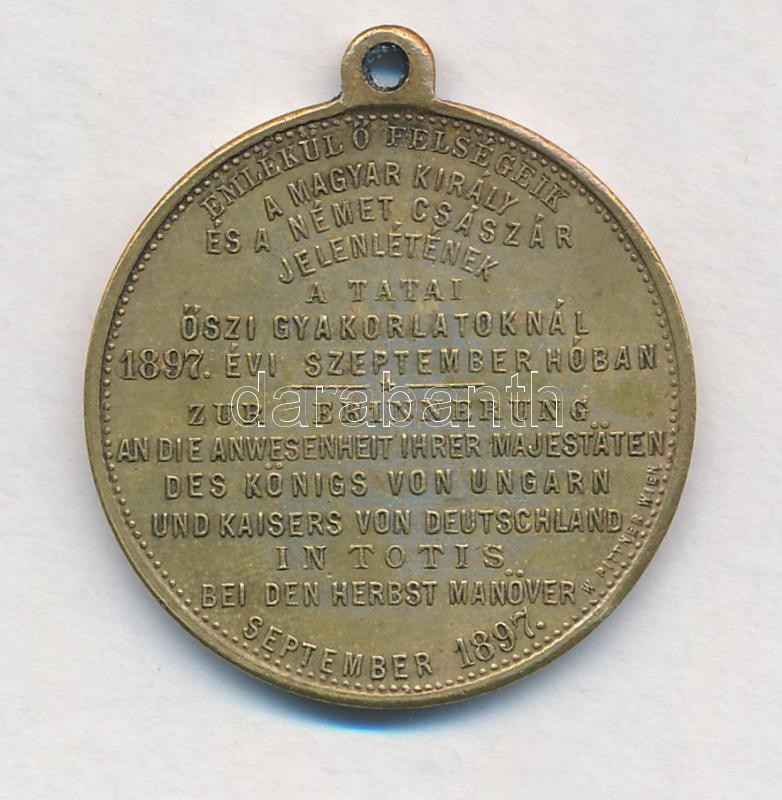 EMLÉKÜL Ő FELSÉGEIK
A MAGYAR KIRÁLY
ÉS A NÉMET CSÁSZÁR
JELENLÉTÉNEK
A TATAI
ŐSZI GYAKORLATOKNÁL
1897. ÉVI SZEPTEMBER HÓBAN
darabanth
ZUR ERINNERUNG
AN DIE ANWESENHEIT IHRER MAJESTÄTEN
DES KÖNIGS VON UNGARN
UND KAISERS VON DEUTSCHLAND
IN TOTIS
BEI DEN HERBST MANÖVER
SEPTEMBER 1897.
W. PITTNER WIEN